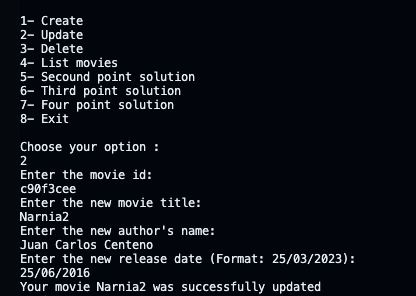 1- Create
2- Update
3- Delete
4- List movies
5- Secound point solution
6- Third point solution
7- Four point solution
8- Exit
Choose your option :
2
Enter the movie id:
c90f3cee
Enter the new movie title:
Narnia2
Enter the new author's name:
Juan Carlos Centeno
Enter the new release date (Format: 25/03/2023):
25/06/2016
Your movie Narnia2 was successfully updated